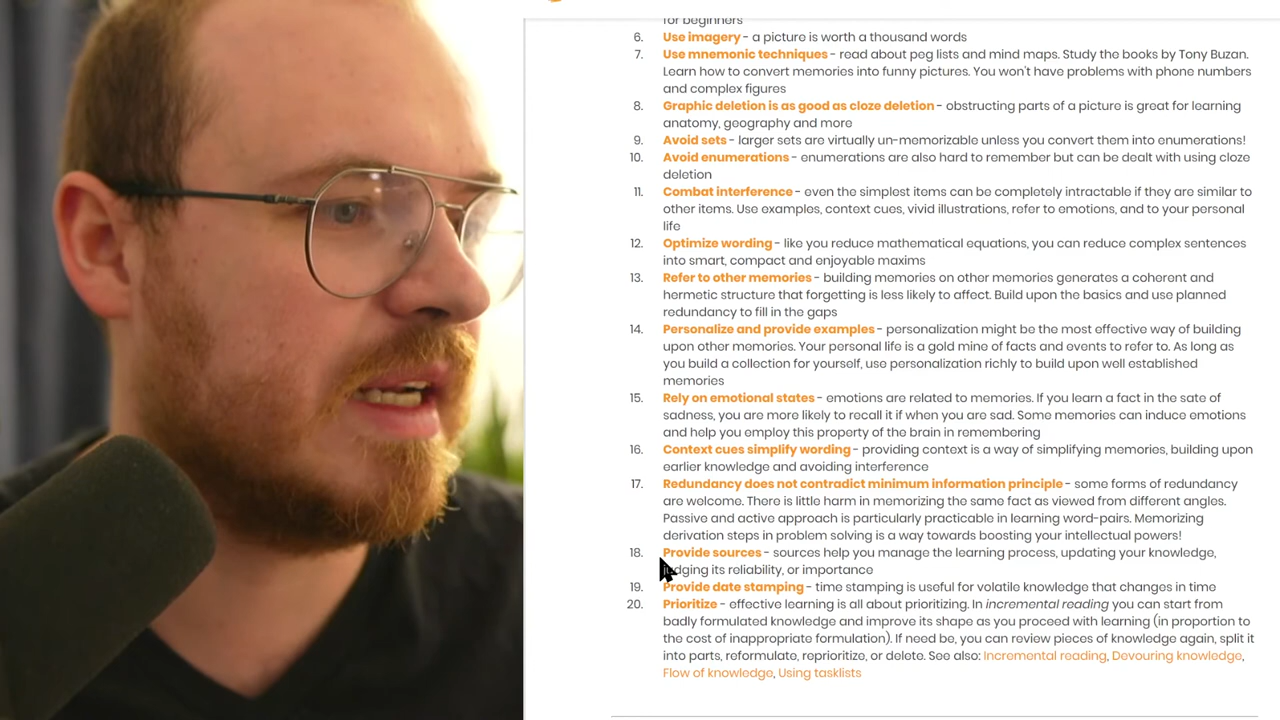 for beginners
6. Use imagery - a picture is worth a thousand words
7. Use mnemonic techniques - read about peg lists and mind maps. Study the books by Tony Buzan.
Learn how to convert memories into funny pictures. You won't have problems with phone numbers
and complex figures
8. Graphic deletion is as good as cloze deletion - obstructing parts of a picture is great for learning
anatomy, geography and more
9. Avoid sets - larger sets are virtually un-memorizable unless you convert them into enumerations!
10. Avoid enumerations - enumerations are also hard to remember but can be dealt with using cloze
deletion
11. Combat interference - even the simplest items can be completely intractable if they are similar to
other items. Use examples, context cues, vivid illustrations, refer to emotions, and to your personal
life
12. Optimize wording - like you reduce mathematical equations, you can reduce complex sentences
into smart, compact and enjoyable maxims
13. Refer to other memories - building memories on other memories generates a coherent and
hermetic structure that forgetting is less likely to affect. Build upon the basics and use planned
redundancy to fill in the gaps
14. Personalize and provide examples - personalization might be the most effective way of building
upon other memories. Your personal life is a gold mine of facts and events to refer to. As long as
you build a collection for yourself, use personalization richly to build upon well established
memories
15. Rely on emotional states - emotions are related to memories. If you learn a fact in the sate of
sadness, you are more likely to recall it if when you are sad. Some memories can induce emotions
and help you employ this property of the brain in remembering
16. Context cues simplify wording - providing context is a way of simplifying memories, building upon
earlier knowledge and avoiding interference
17. Redundancy does not contradict minimum information principle - some forms of redundancy
are welcome. There is little harm in memorizing the same fact as viewed from different angles.
Passive and active approach is particularly practicable in learning word-pairs. Memorizing
derivation steps in problem solving is a way towards boosting your intellectual powers!
18. Provide sources - sources help you manage the learning process, updating your knowledge,
judging its reliability, or importance
19. Provide date stamping - time stamping is useful for volatile knowledge that changes in time
20. Prioritize - effective learning is all about prioritizing. In incremental reading you can start from
badly formulated knowledge and improve its shape as you proceed with learning (in proportion to
the cost of inappropriate formulation). If need be, you can review pieces of knowledge again, split it
into parts, reformulate, reprioritize, or delete. See also: Incremental reading, Devouring knowledge,
Flow of knowledge, Using tasklists